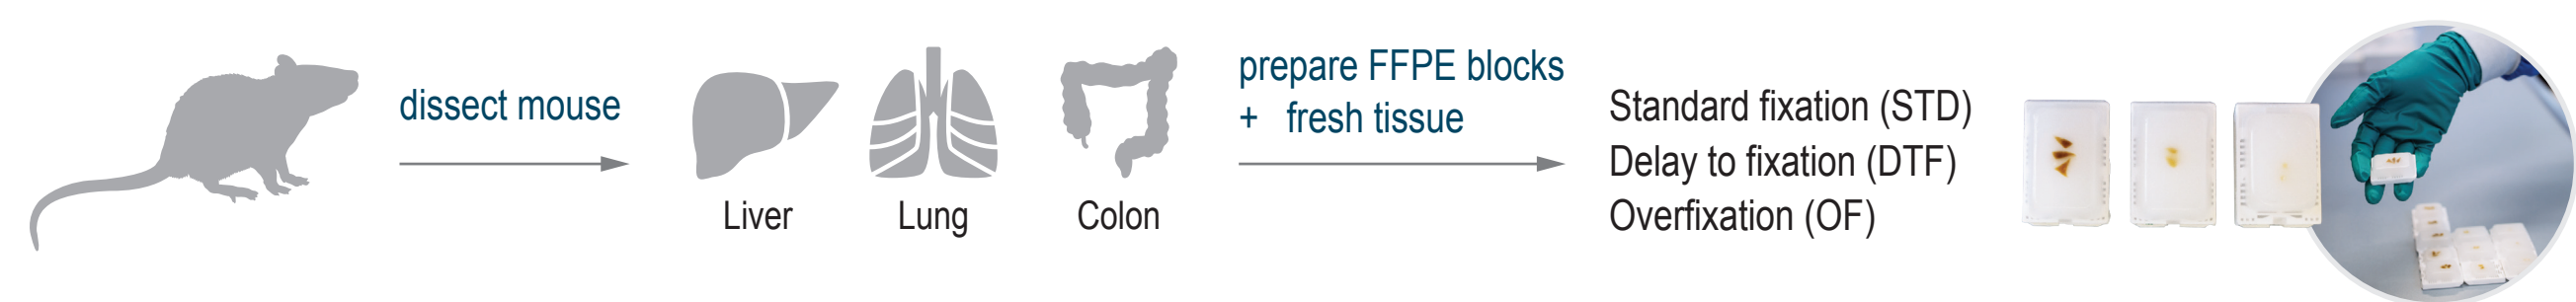 dissect mouse
Liver
Lung
Colon
prepare FFPE blocks
+ fresh tissue
Standard fixation (STD)
Delay to fixation (DTF)
Overfixation (OF)